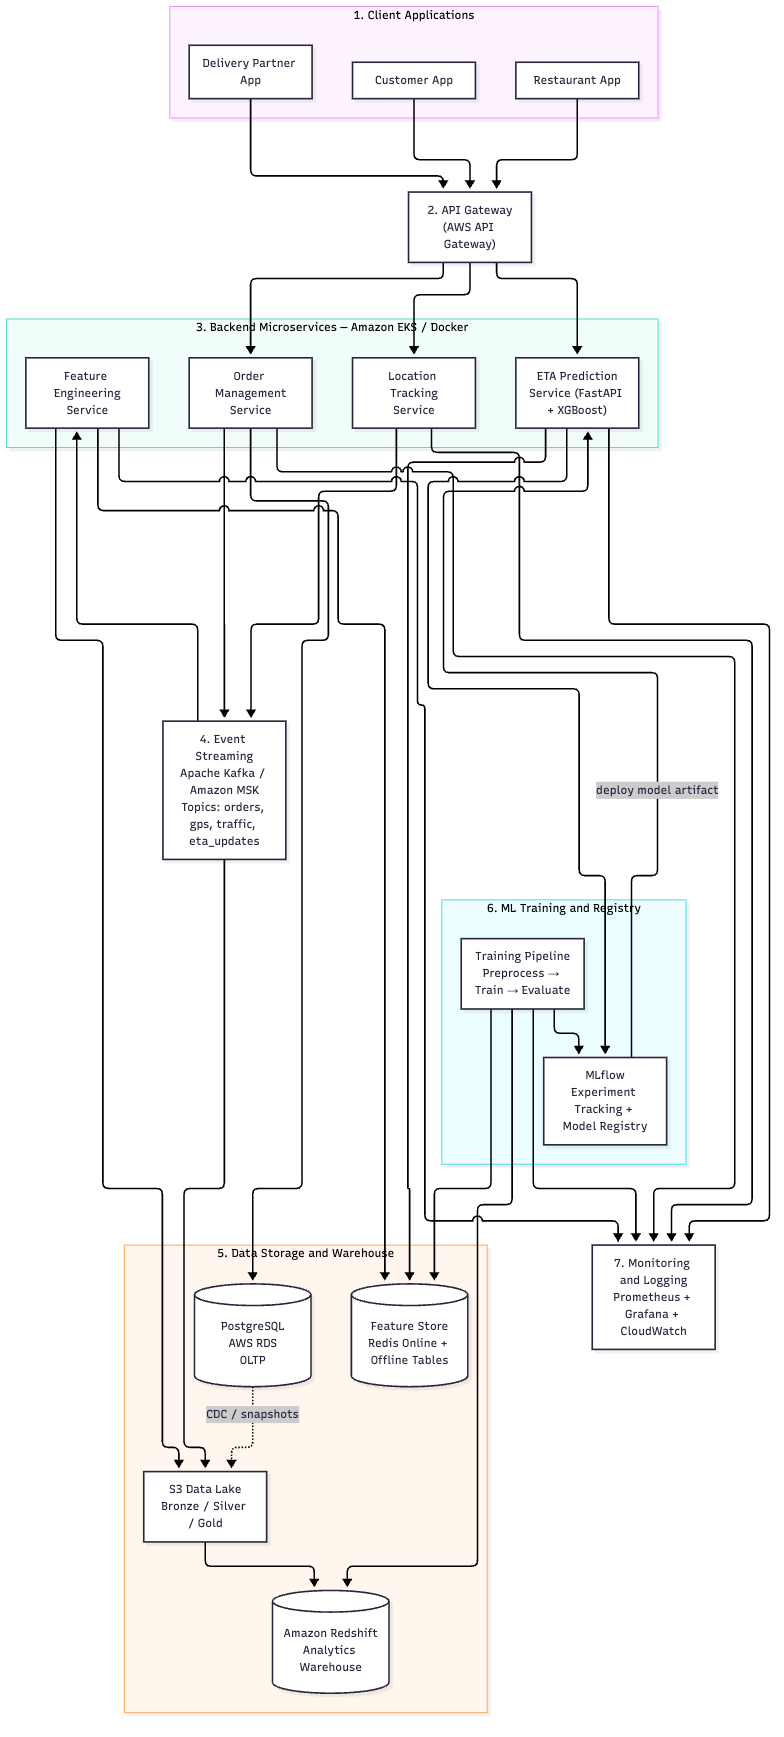 1. Client Applications
Delivery Partner
App
Customer App
Restaurant App
2. API Gateway
(AWS API
Gateway)
3. Backend Microservices — Amazon EKS / Docker
Feature
Engineering
Service
Order
Management
Service
Location
Tracking
Service
ETA Prediction
Service (FastAPI
+ XGBoost)
4. Event
Streaming
Apache Kafka /
Amazon MSK
Topics: orders,
gps, traffic,
eta_updates
deploy model artifact
6. ML Training and Registry
Training Pipeline
Preprocess →
Train → Evaluate
MLflow
Experiment
Tracking +
Model Registry
5. Data Storage and Warehouse
PostgreSQL
AWS RDS
OLTP
Feature Store
Redis Online +
Offline Tables
7. Monitoring
and Logging
Prometheus +
Grafana +
CloudWatch
CDC / snapshots
S3 Data Lake
Bronze / Silver
/ Gold
Amazon Redshift
Analytics
Warehouse